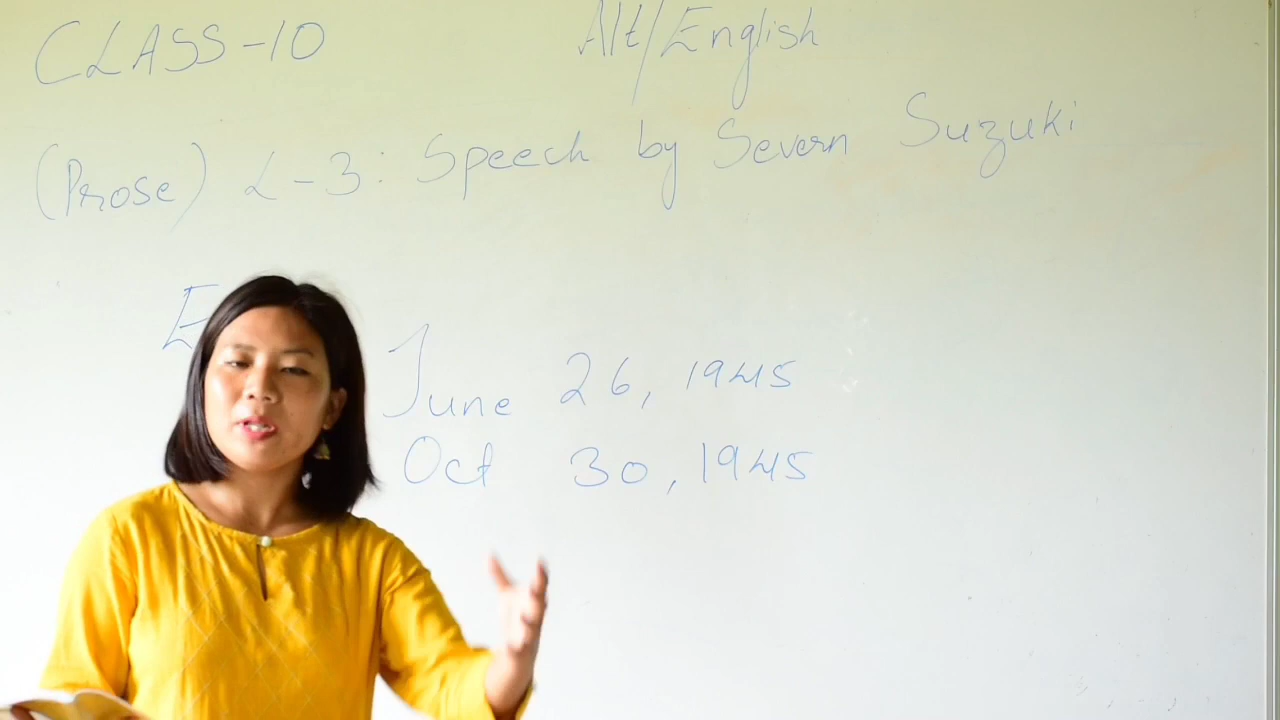 CLASS-10 Alt/English
(Prose) L-3: Speech by Severn Suzuki
June 26, 1945
Oct 30, 1945